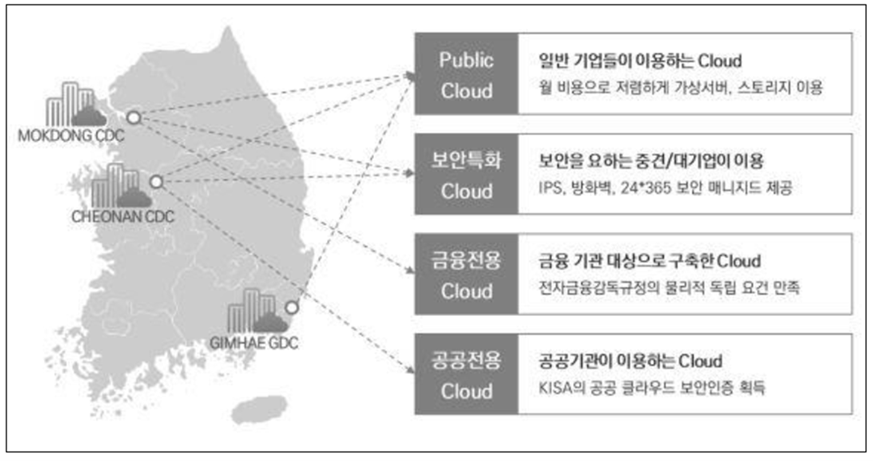 MOKDONG CDC
CHEONAN CDC
GIMHAE GDC
Public
Cloud
일반 기업들이 이용하는 Cloud
월 비용으로 저렴하게 가상서버, 스토리지 이용
보안특화
Cloud
보안을 요하는 중견/대기업이 이용
IPS, 방화벽, 24*365 보안 매니지드 제공
금융전용
Cloud
금융 기관 대상으로 구축한 Cloud
전자금융감독규정의 물리적 독립 요건 만족
공공전용
Cloud
공공기관이 이용하는 Cloud
KISA의 공공 클라우드 보안인증 획득